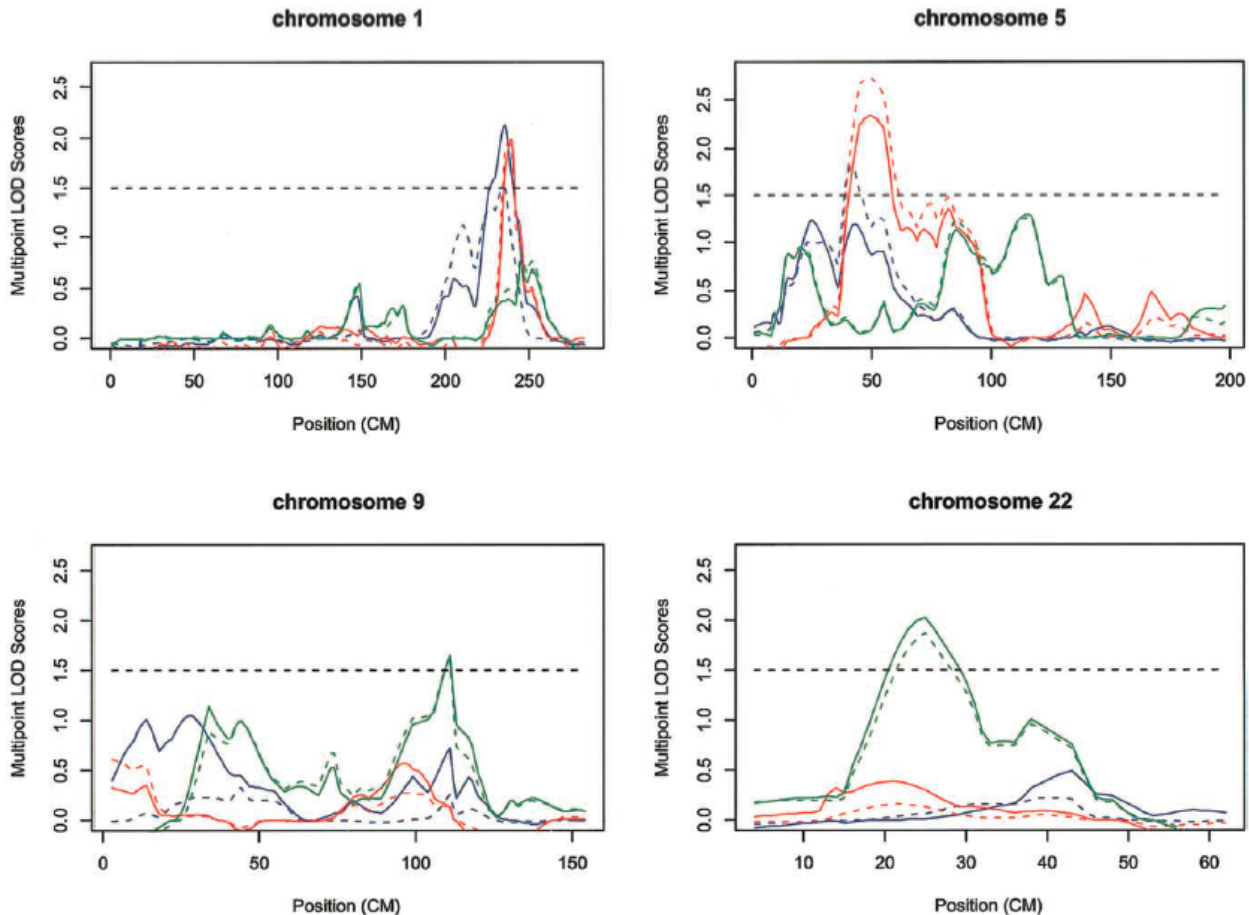 chromosome 1
chromosome 5
Multipoint LOD Scores
0.0 0.5 1.0 1.5 2.0 2.5
0 50 100 150 200 250
Position (CM)
Multipoint LOD Scores
0.0 0.5 1.0 1.5 2.0 2.5
0 50 100 150 200
Position (CM)
chromosome 9
chromosome 22
Multipoint LOD Scores
0.0 0.5 1.0 1.5 2.0 2.5
0 50 100 150
Position (CM)
Multipoint LOD Scores
0.0 0.5 1.0 1.5 2.0 2.5
10 20 30 40 50 60
Position (CM)